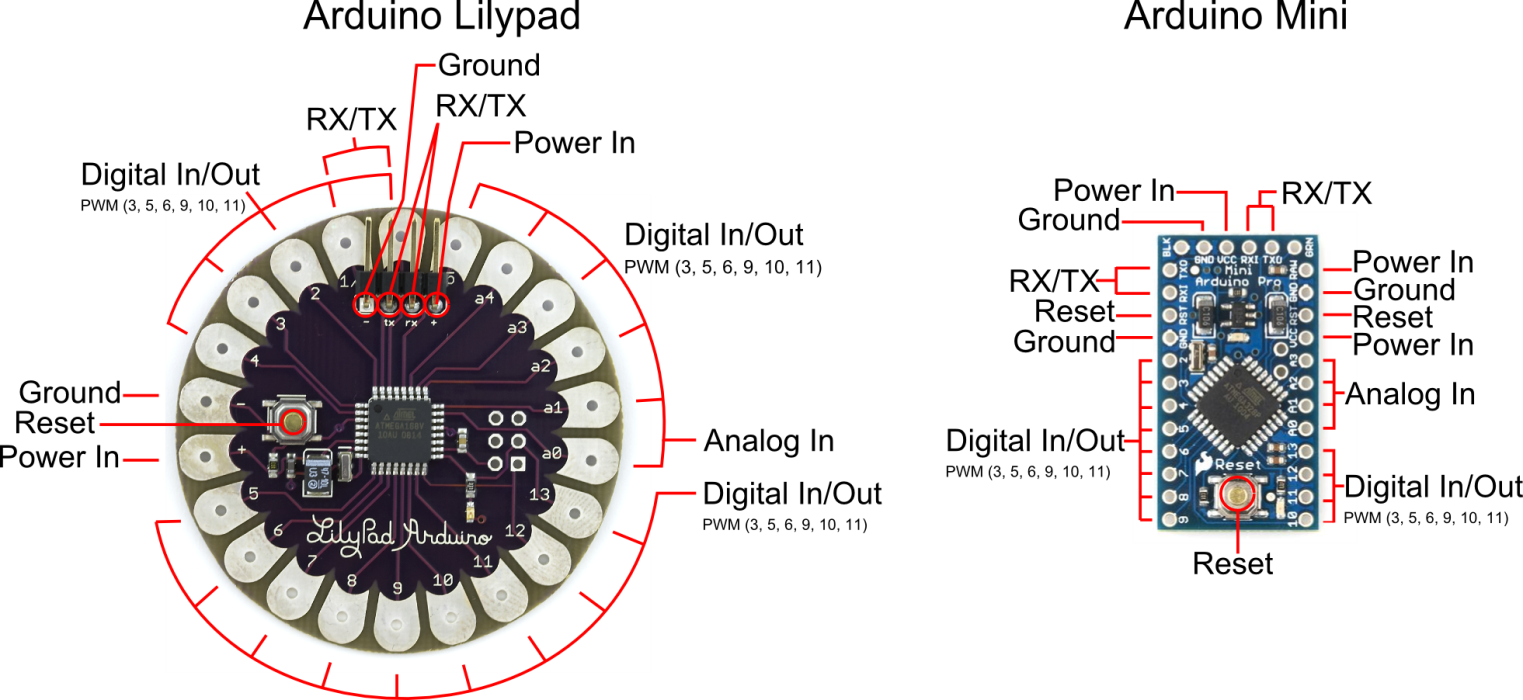 Arduino Lilypad
Arduino Mini
Ground
RX/TX
RX/TX
Power In
Digital In/Out
PWM (3, 5, 6, 9, 10, 11)
Digital In/Out
PWM (3, 5, 6, 9, 10, 11)
Ground
Reset
Power In
Analog In
Digital In/Out
PWM (3, 5, 6, 9, 10, 11)
1/
2
3
4
-
+
5
6
7
8
9
10
11
12
13
a0
a1
a2
a3
a4
5
- tx rx +
ATMEGA168V
LilyPad Arduino
Power In
Ground
RX/TX
RX/TX
Reset
Ground
Digital In/Out
PWM (3, 5, 6, 9, 10, 11)
Power In
Ground
Reset
Power In
Analog In
Digital In/Out
PWM (3, 5, 6, 9, 10, 11)
Reset
BLK
GND VCC RXI TXO
GRN
Mini
Arduino Pro
TXO
RXI
RST
GND
2
3
4
5
6
7
8
9
RAW
GND
RST
VCC
A3
A2
A1
A0
13
12
11
10
Reset